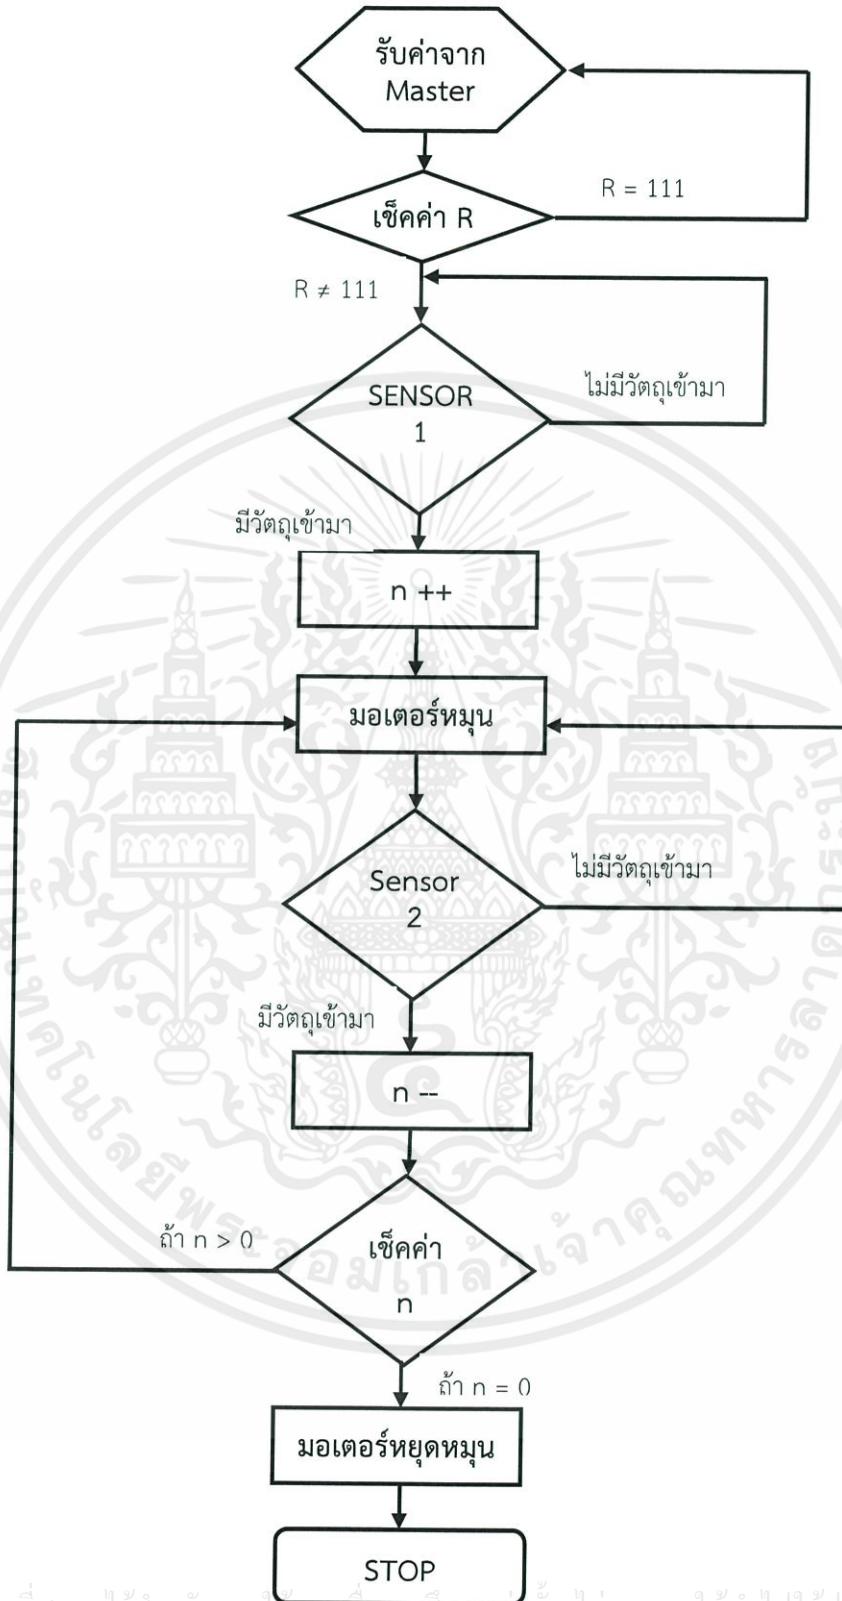 รับค่าจาก
Master
R = 111
เช็คค่า R
R ≠ 111
SENSOR
1
ไม่มีวัตถุเข้ามา
มีวัตถุเข้ามา
n ++
มอเตอร์หมุน
Sensor
2
ไม่มีวัตถุเข้ามา
มีวัตถุเข้ามา
n --
ถ้า n > 0
เช็คค่า
n
ถ้า n = 0
มอเตอร์หยุดหมุน
STOP